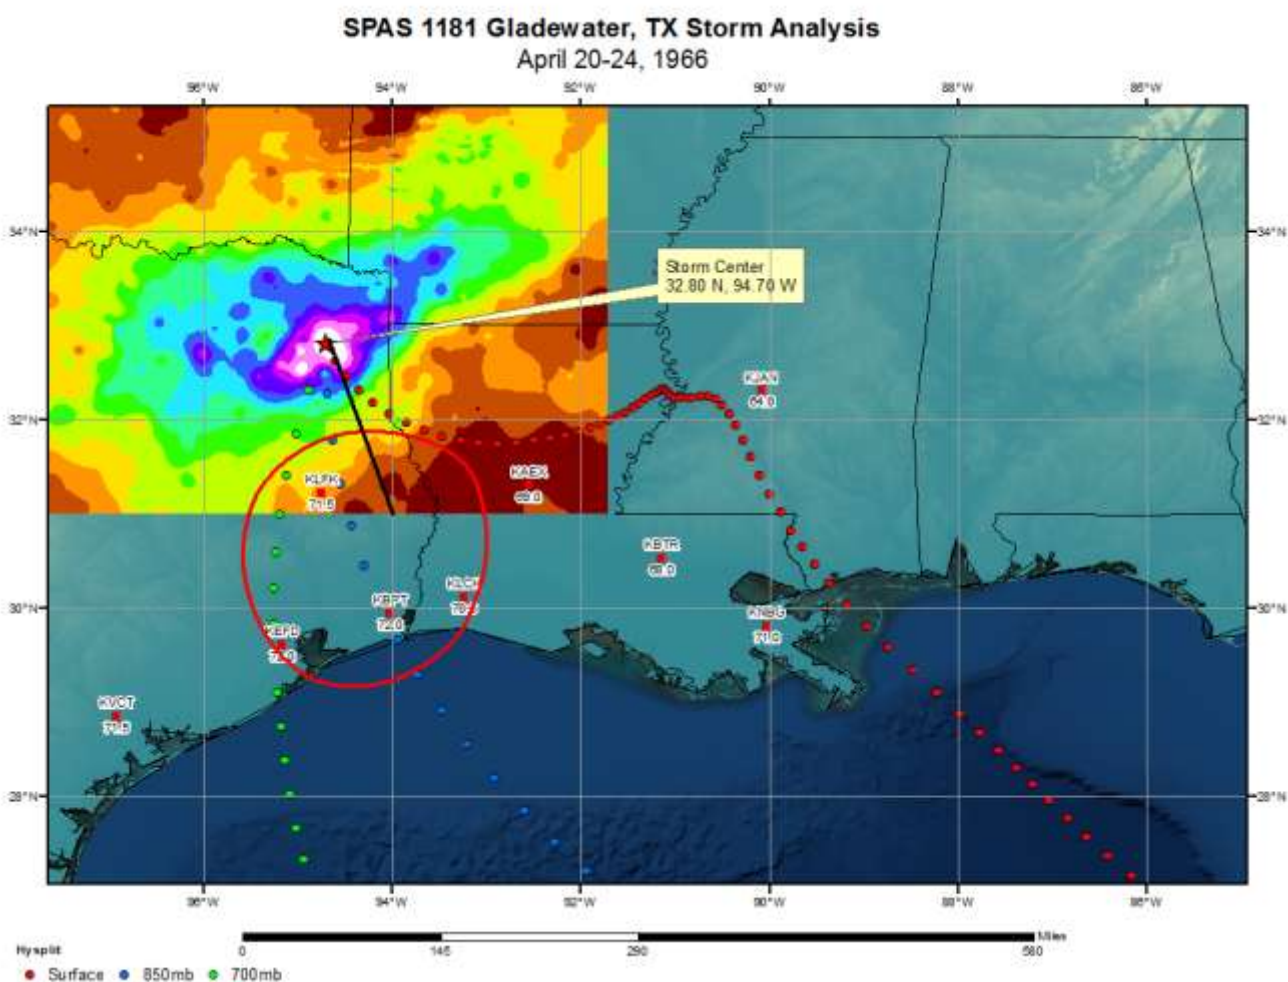 SPAS 1181 Gladewater, TX Storm Analysis
April 20-24, 1966
96°W 94°W 92°W 90°W 88°W 86°W
34°N 34°N
Storm Center
32.80 N, 94.70 W
KJAN
64.0
32°N 32°N
KLFK
71.5
KAEX
69.0
KBTR
KLCH
KBPT
72.0
30°N 30°N
KNBG
71.0
KEFD
KVCT
71.5
28°N 28°N
96°W 94°W 92°W 90°W 88°W 86°W
Miles
0 145 290 580
Hysplit
Surface 850mb 700mb